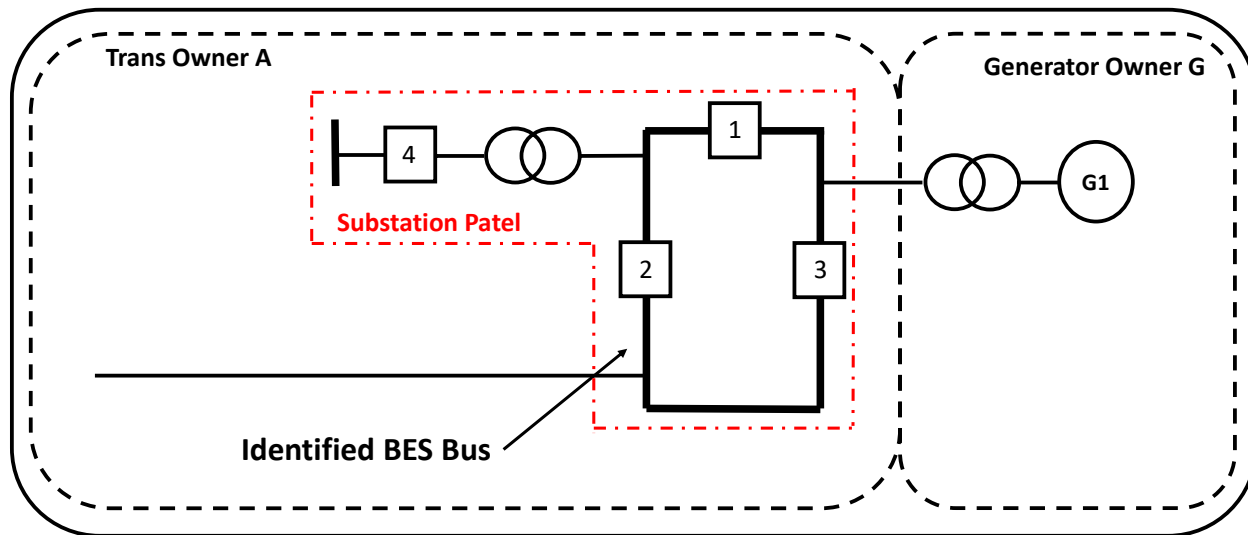 Trans Owner A
Generator Owner G
1
4
G1
Substation Patel
2
3
Identified BES Bus